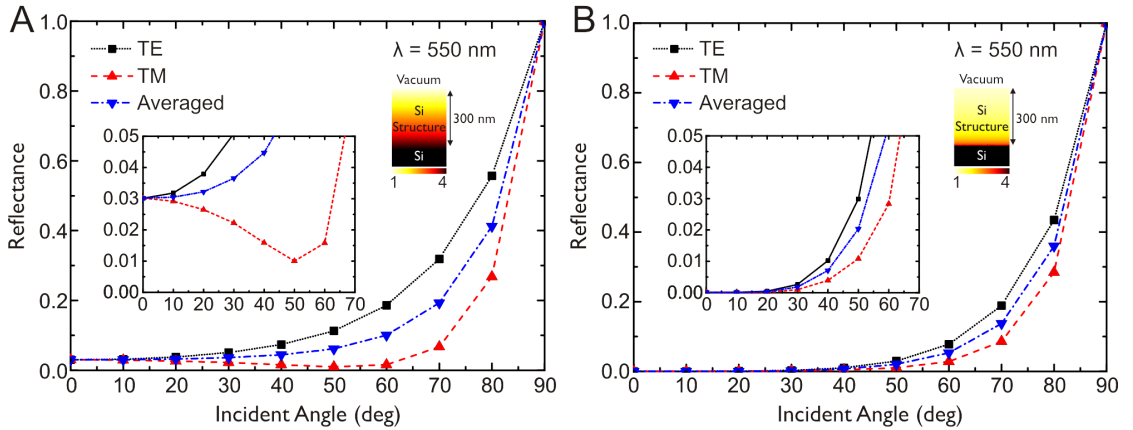 A
1.0
0.8
0.6
0.4
0.2
0.0
Reflectance
TE
TM
Averaged
λ = 550 nm
Vacuum
Si
Structure
300 nm
Si
1 4
0.05
0.04
0.03
0.02
0.01
0.00
0 10 20 30 40 50 60 70
0 10 20 30 40 50 60 70 80 90
Incident Angle (deg)
B
1.0
0.8
0.6
0.4
0.2
0.0
Reflectance
TE
TM
Averaged
λ = 550 nm
Vacuum
Si
Structure
300 nm
Si
1 4
0.05
0.04
0.03
0.02
0.01
0.00
0 10 20 30 40 50 60 70
0 10 20 30 40 50 60 70 80 90
Incident Angle (deg)